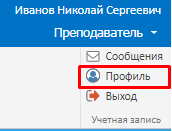 Иванов Николай Сергеевич
Преподаватель
Сообщения
Профиль
Выход
Учетная запись